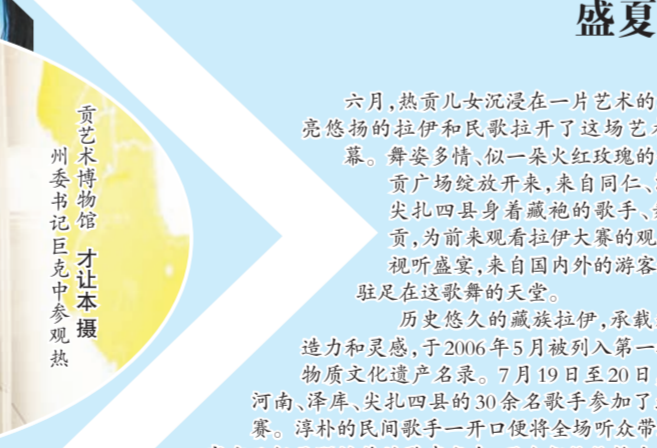 盛夏
州委书记巨克中参观热
贡艺术博物馆 才让本 摄
六月,热贡儿女沉浸在一片艺术的
亮悠扬的拉伊和民歌拉开了这场艺
幕。舞姿多情、似一朵火红玫瑰的
贡广场绽放开来,来自同仁、
尖扎四县身着藏袍的歌手、
贡,为前来观看拉伊大赛的观
视听盛宴,来自国内外的游客
驻足在这歌舞的天堂。
历史悠久的藏族拉伊,承载
造力和灵感,于2006年5月被列入第一
物质文化遗产名录。7月19日至20日
河南、泽库、尖扎四县的30余名歌手参加了
赛。淳朴的民间歌手一开口便将全场听众带